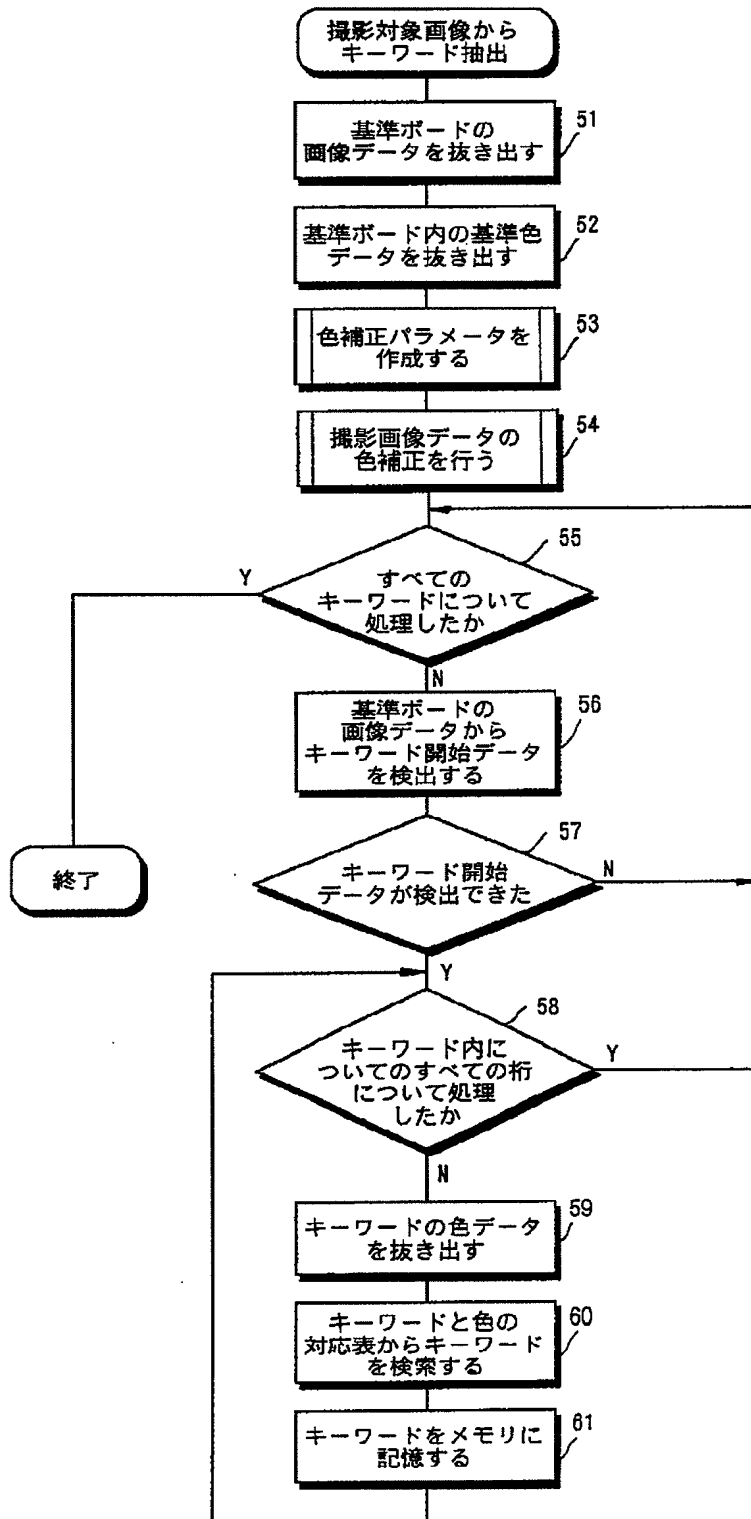 撮影対象画像から
キーワード抽出
基準ボードの
画像データを抜き出す
51
基準ボード内の基準色
データを抜き出す
52
色補正パラメータを
作成する
53
撮影画像データの
色補正を行う
54
55
Y
すべての
キーワードについて
処理したか
N
基準ボードの
画像データから
キーワード開始データ
を検出する
56
57
終了
キーワード開始
データが検出できた
N
Y
58
キーワード内に
ついてのすべての桁
について処理
したか
Y
N
キーワードの色データ
を抜き出す
59
キーワードと色の
対応表からキーワード
を検索する
60
キーワードをメモリに
記憶する
61